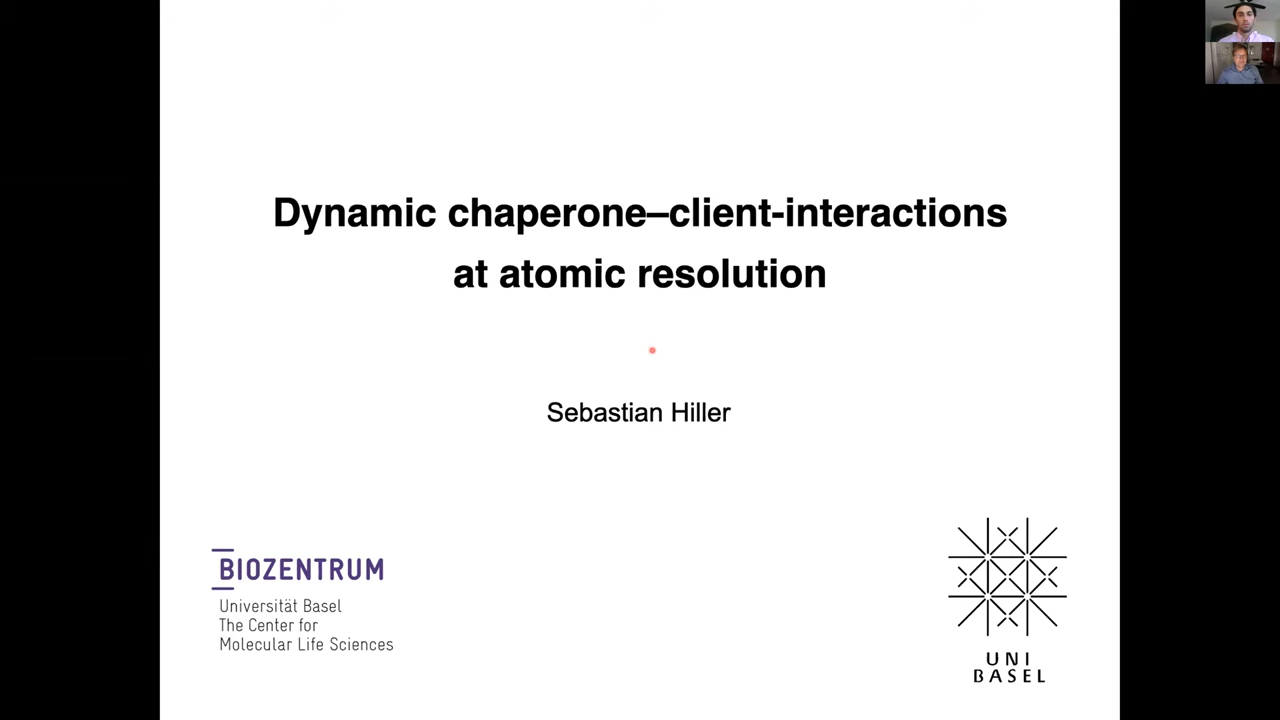 Dynamic chaperone–client-interactions
at atomic resolution
Sebastian Hiller
BIOZENTRUM
Universität Basel
The Center for
Molecular Life Sciences
UNI
BASEL